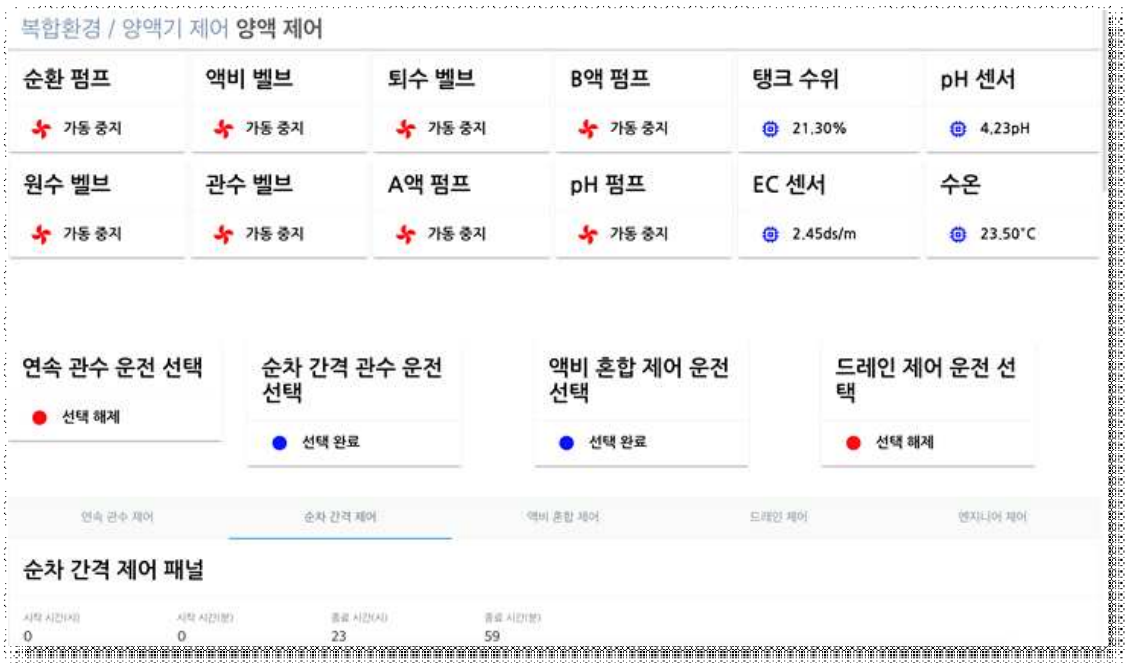 복합환경 / 양액기 제어 양액 제어
순환 펌프
액비 벨브
퇴수 벨브
B액 펌프
탱크 수위
pH 센서
가동 중지
가동 중지
가동 중지
가동 중지
21.30%
4.23pH
원수 벨브
관수 벨브
A액 펌프
pH 펌프
EC 센서
수온
가동 중지
가동 중지
가동 중지
가동 중지
2.45ds/m
23.50°C
연속 관수 운전 선택
선택 해제
순차 간격 관수 운전
선택
선택 완료
액비 혼합 제어 운전
선택
선택 완료
드레인 제어 운전 선
택
선택 해제
연속 관수 제어
순차 간격 제어
액비 혼합 제어
드레인 제어
엔지니어 제어
순차 간격 제어 패널
시작 시간(시)
시작 시간(분)
종료 시간(시)
종료 시간(분)
0
0
23
59